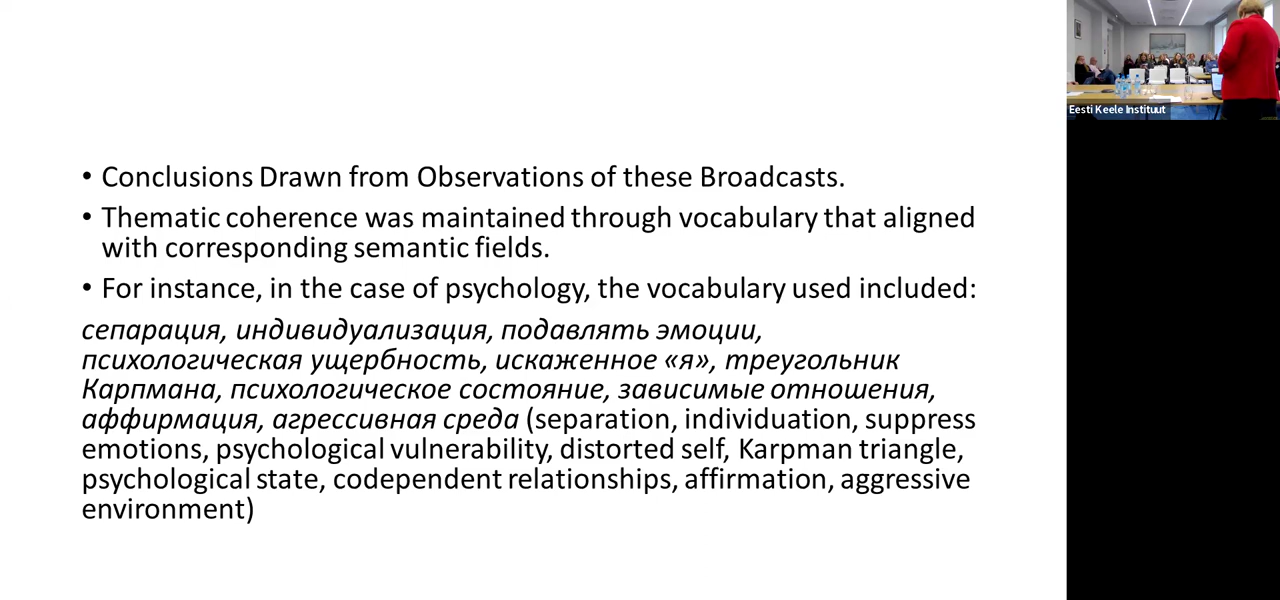 • Conclusions Drawn from Observations of these Broadcasts.
• Thematic coherence was maintained through vocabulary that aligned
with corresponding semantic fields.
• For instance, in the case of psychology, the vocabulary used included:
сепарация, индивидуализация, подавлять эмоции,
психологическая ущербность, искаженное «я», треугольник
Карпмана, психологическое состояние, зависимые отношения,
аффирмация, агрессивная среда (separation, individuation, suppress
emotions, psychological vulnerability, distorted self, Karpman triangle,
psychological state, codependent relationships, affirmation, aggressive
environment)
Eesti Keele Instituut